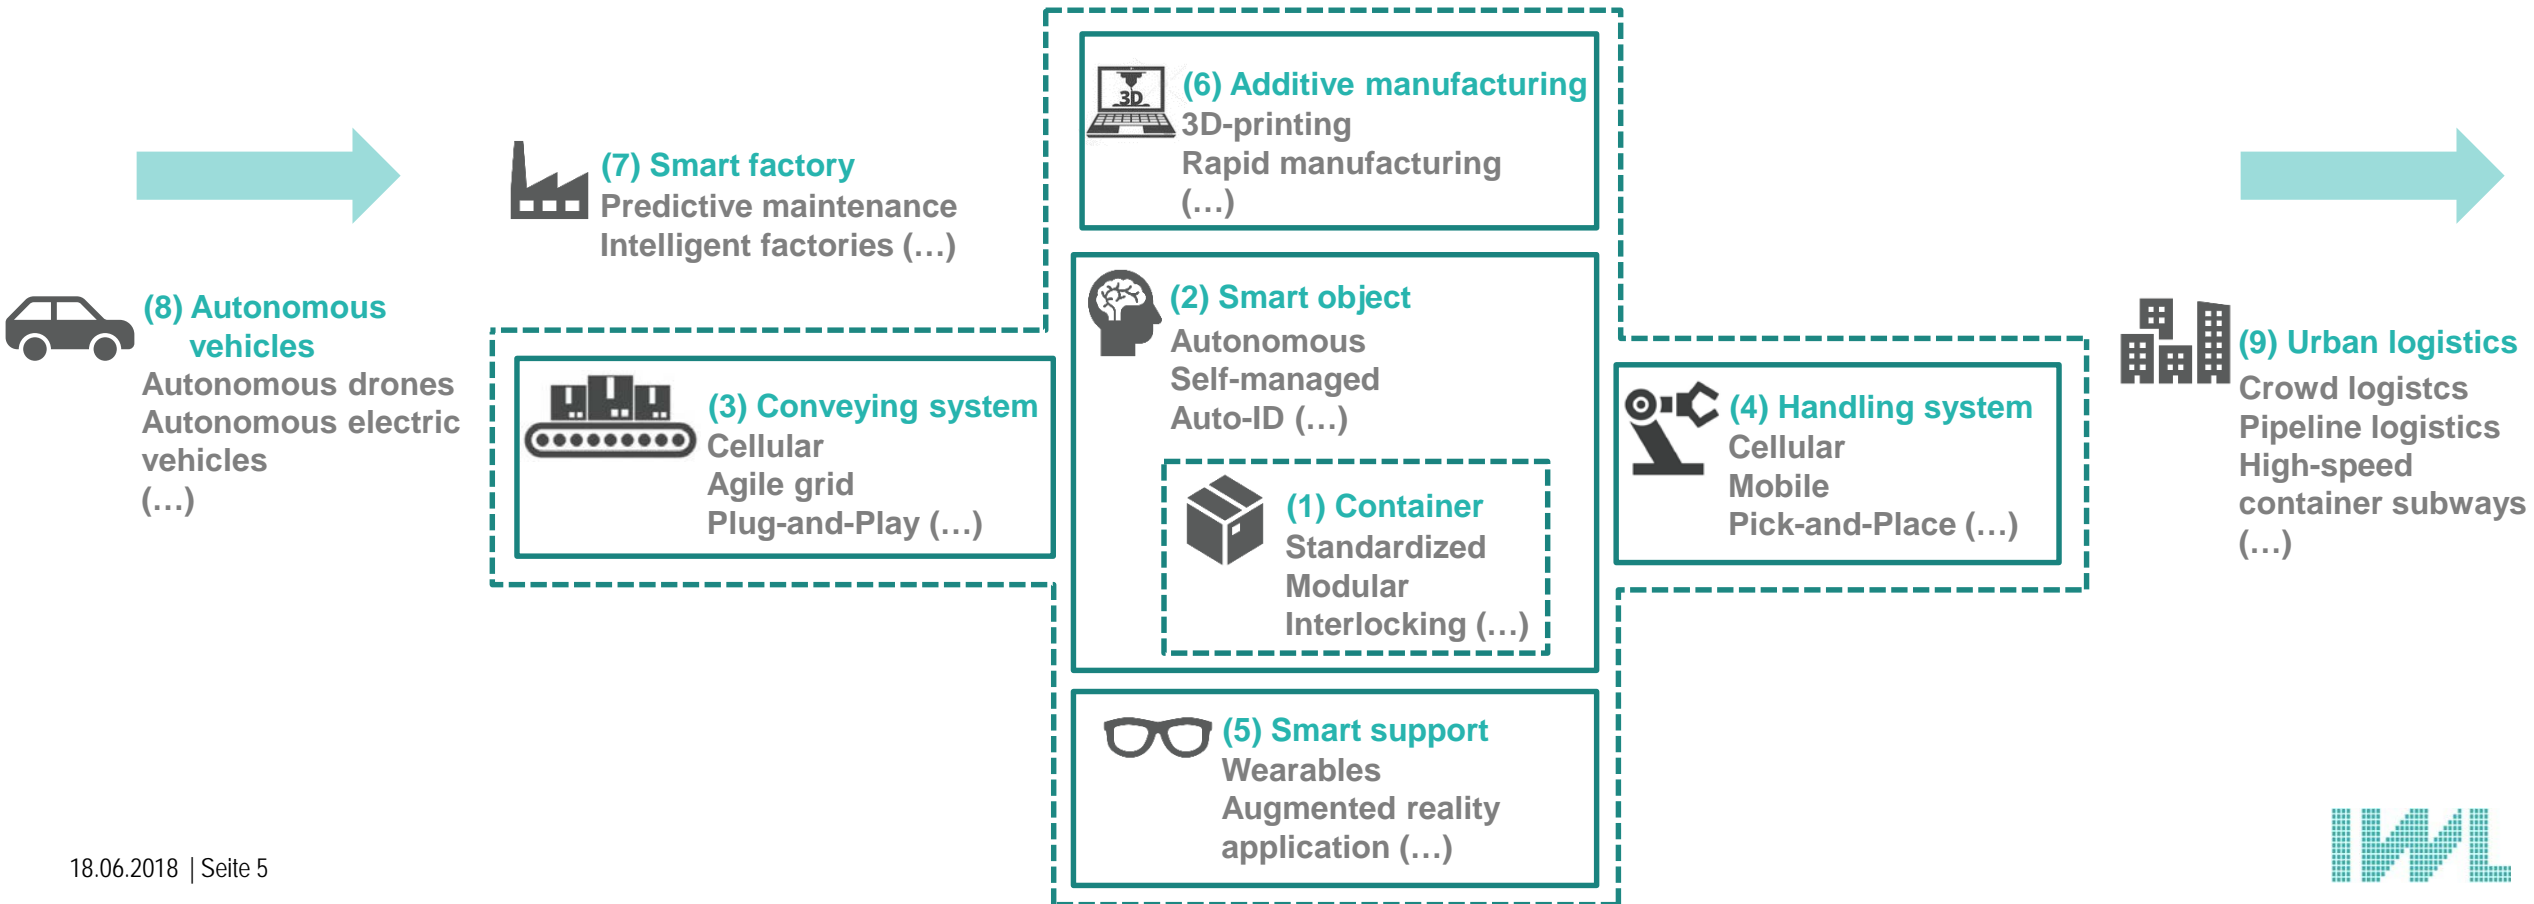 (6) Additive manufacturing
3D
3D-printing
Rapid manufacturing
(…)
(7) Smart factory
Predictive maintenance
Intelligent factories (…)
(8) Autonomous
vehicles
Autonomous drones
Autonomous electric
vehicles
(…)
(3) Conveying system
Cellular
Agile grid
Plug-and-Play (…)
(2) Smart object
Autonomous
Self-managed
Auto-ID (…)
(1) Container
Standardized
Modular
Interlocking (…)
(4) Handling system
Cellular
Mobile
Pick-and-Place (…)
(9) Urban logistics
Crowd logistcs
Pipeline logistics
High-speed
container subways
(…)
(5) Smart support
Wearables
Augmented reality
application (…)
18.06.2018 | Seite 5
IWL